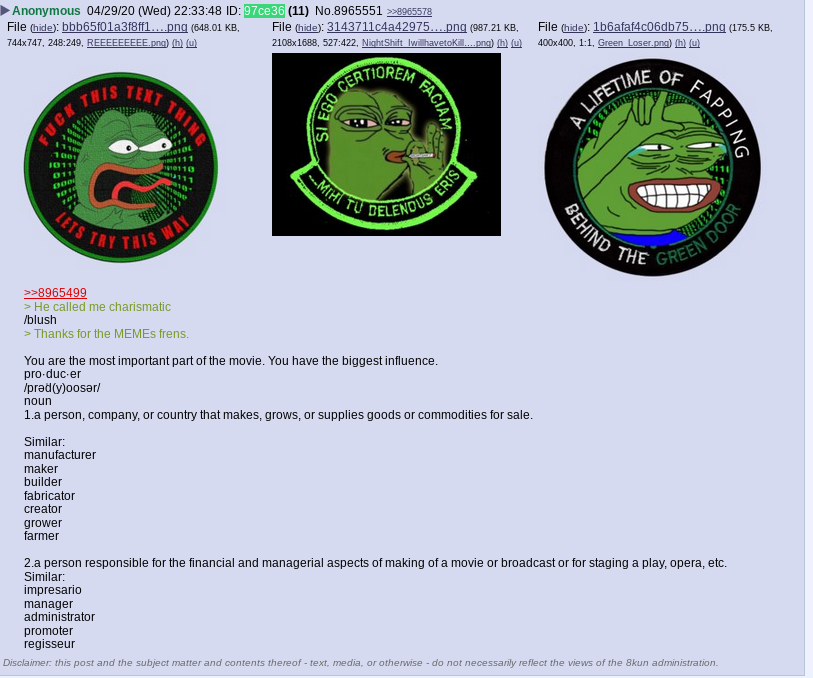 Anonymous 04/29/20 (Wed) 22:33:48 ID: 97ce36 (11) No.8965551 >>8965578
File (hide): bbb65f01a3f8ff1….png (648.01 KB, 744x747, 248:249, REEEEEEEEE.png) (h) (u)
File (hide): 3143711c4a42975….png (987.21 KB, 2108x1688, 527:422, NightShift_IwillhavetoKill….png) (h) (u)
File (hide): 1b6afaf4c06db75….png (175.5 KB, 400x400, 1:1, Green_Loser.png) (h) (u)
FUCK THIS TEXT THING
LETS TRY THIS WAY
SI EGO CERTIOREM FACIAM
...MIHI TU DELENDUS ERIS
A LIFETIME OF FAPPING
BEHIND THE GREEN DOOR
>>8965499
> He called me charismatic
/blush
> Thanks for the MEMEs frens.
You are the most important part of the movie. You have the biggest influence.
pro·duc·er
/prəˈd(y)oosər/
noun
1.a person, company, or country that makes, grows, or supplies goods or commodities for sale.
Similar:
manufacturer
maker
builder
fabricator
creator
grower
farmer
2.a person responsible for the financial and managerial aspects of making of a movie or broadcast or for staging a play, opera, etc.
Similar:
impresario
manager
administrator
promoter
regisseur
Disclaimer: this post and the subject matter and contents thereof - text, media, or otherwise - do not necessarily reflect the views of the 8kun administration.